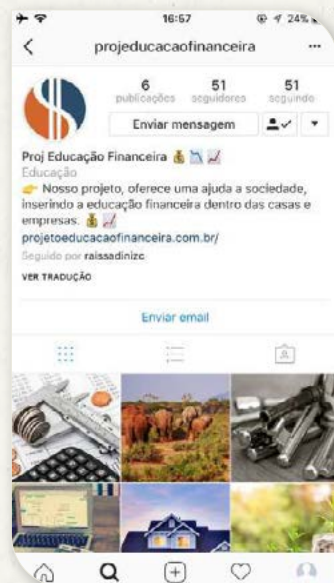 16:57
24%
projeducacaofinanceira
6 51 51
publicações seguidores seguindo
Enviar mensagem
Proj Educação Financeira
Educação
Nosso projeto, oferece uma ajuda a sociedade,
inserindo a educação financeira dentro das casas e
empresas.
projetoeducacaofinanceira.com.br/
Seguido por raissadinizc
VER TRADUÇÃO
Enviar email